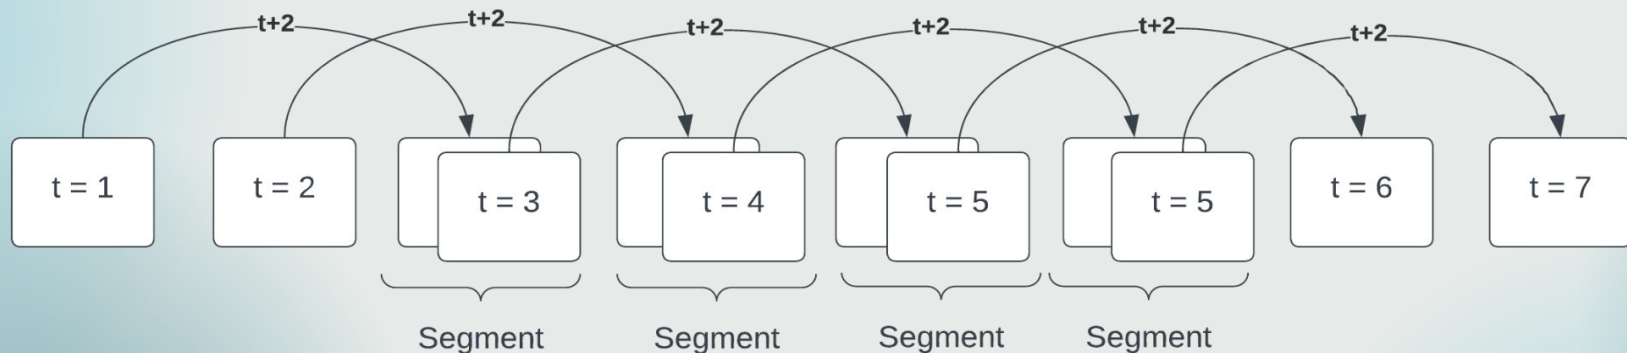 t+2 t+2 t+2 t+2 t+2 t+2
t = 1 t = 2 t = 3 t = 4 t = 5 t = 5 t = 6 t = 7
Segment Segment Segment Segment